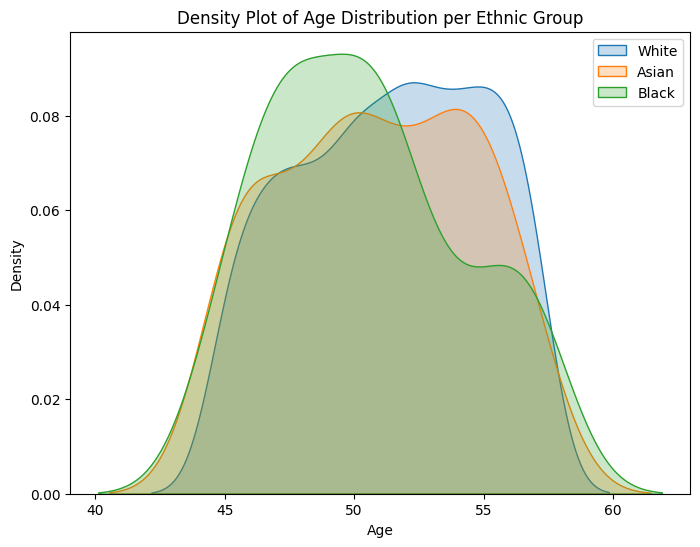 Density Plot of Age Distribution per Ethnic Group
White
Asian
Black
Density
0.08
0.06
0.04
0.02
0.00
40 45 50 55 60
Age